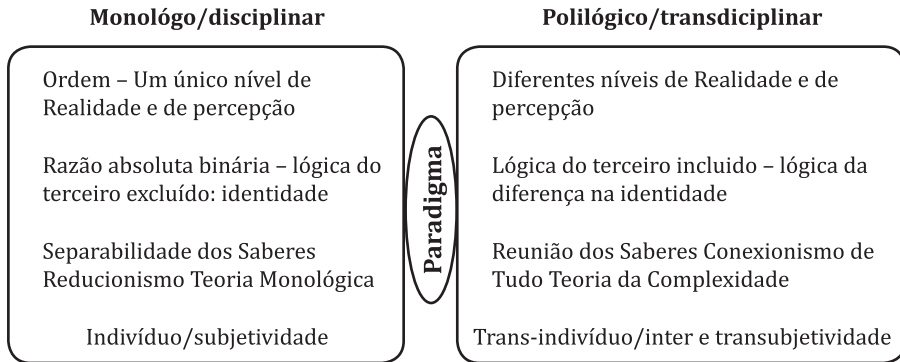 Monológo/disciplinar
Ordem – Um único nível de
Realidade e de percepção
Razão absoluta binária – lógica do
terceiro excluído: identidade
Separabilidade dos Saberes
Reducionismo Teoria Monológica
Indivíduo/subjetividade
Paradigma
Polilógico/transdiciplinar
Diferentes níveis de Realidade e de
percepção
Lógica do terceiro incluido – lógica da
diferença na identidade
Reunião dos Saberes Conexionismo de
Tudo Teoria da Complexidade
Trans-indivíduo/inter e transubjetividade